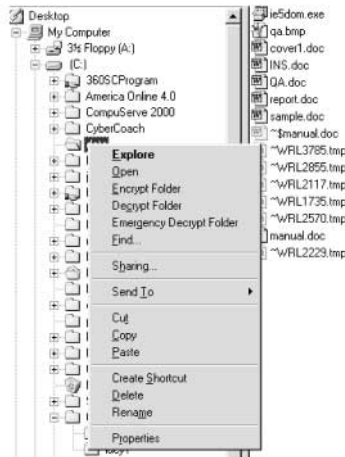 Desktop
My Computer
3½ Floppy (A:)
(C:)
360SCProgram
America Online 4.0
CompuServe 2000
CyberCoach
Explore
Open
Encrypt Folder
Decrypt Folder
Emergency Decrypt Folder
Find...
Sharing...
Send To
Cut
Copy
Paste
Create Shortcut
Delete
Rename
Properties
ie5dom.exe
qa.bmp
cover1.doc
INS.doc
QA.doc
report.doc
sample.doc
~$manual.doc
~WRL3785.tmp
~WRL2855.tmp
~WRL2117.tmp
~WRL1735.tmp
~WRL2570.tmp
manual.doc
~WRL2229.tmp